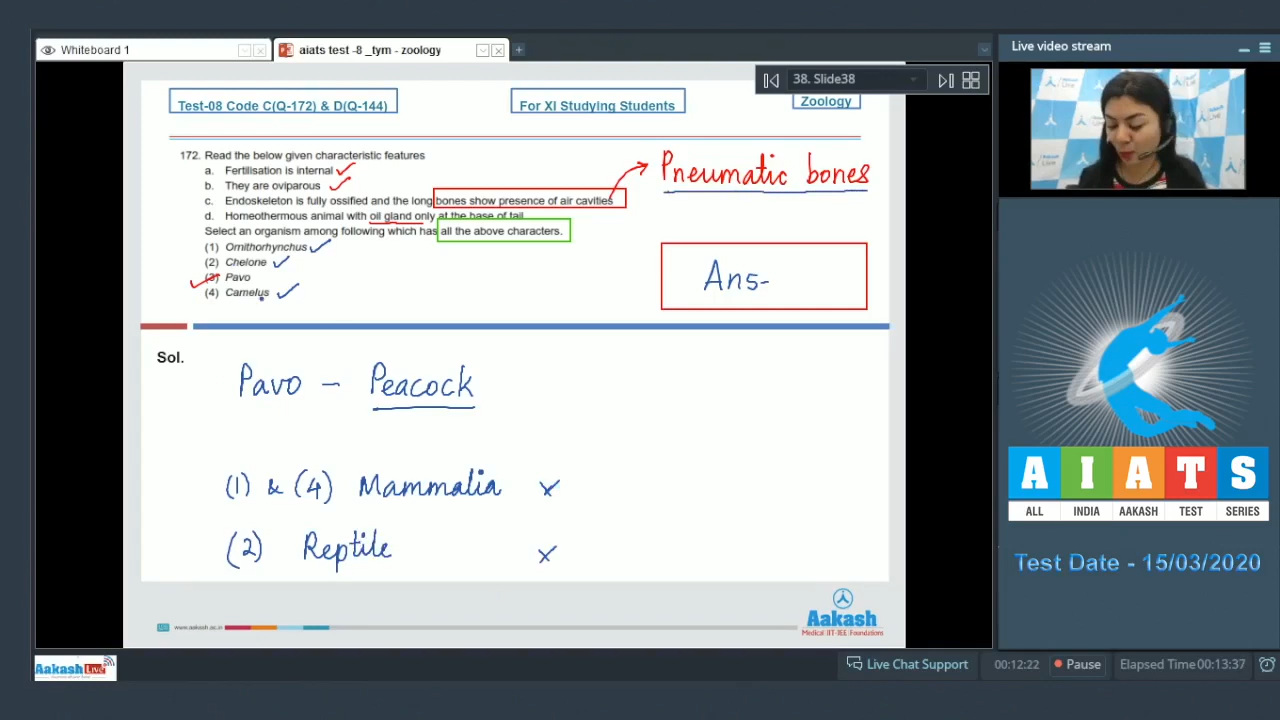 Whiteboard 1
aiats test -8 _tym - zoology
Live video stream
38. Slide38
Test-08 Code C(Q-172) & D(Q-144)
For XI Studying Students
Zoology
172. Read the below given characteristic features
a. Fertilisation is internal
b. They are oviparous
c. Endoskeleton is fully ossified and the long bones show presence of air cavities
d. Homeothermous animal with oil gland only at the base of tail
Select an organism among following which has all the above characters.
(1) Ornithorhynchus
(2) Chelone
(3) Pavo
(4) Camelus
Pneumatic bones
Ans-
Sol.
Pavo - Peacock
(1) & (4) Mammalia ×
(2) Reptile ×
www.aakash.ac.in
Aakash
Medical | IIT-JEE | Foundations
A I A T S
ALL INDIA AAKASH TEST SERIES
Test Date - 15/03/2020
Aakash Live
Live Chat Support
00:12:22
Pause
Elapsed Time 00:13:37